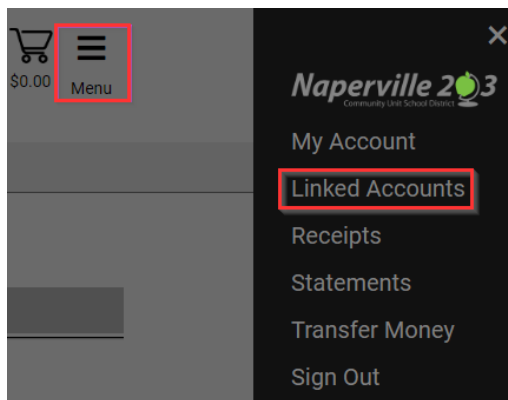 ×
$0.00 Menu
Naperville 203
Community Unit School District
My Account
Linked Accounts
Receipts
Statements
Transfer Money
Sign Out